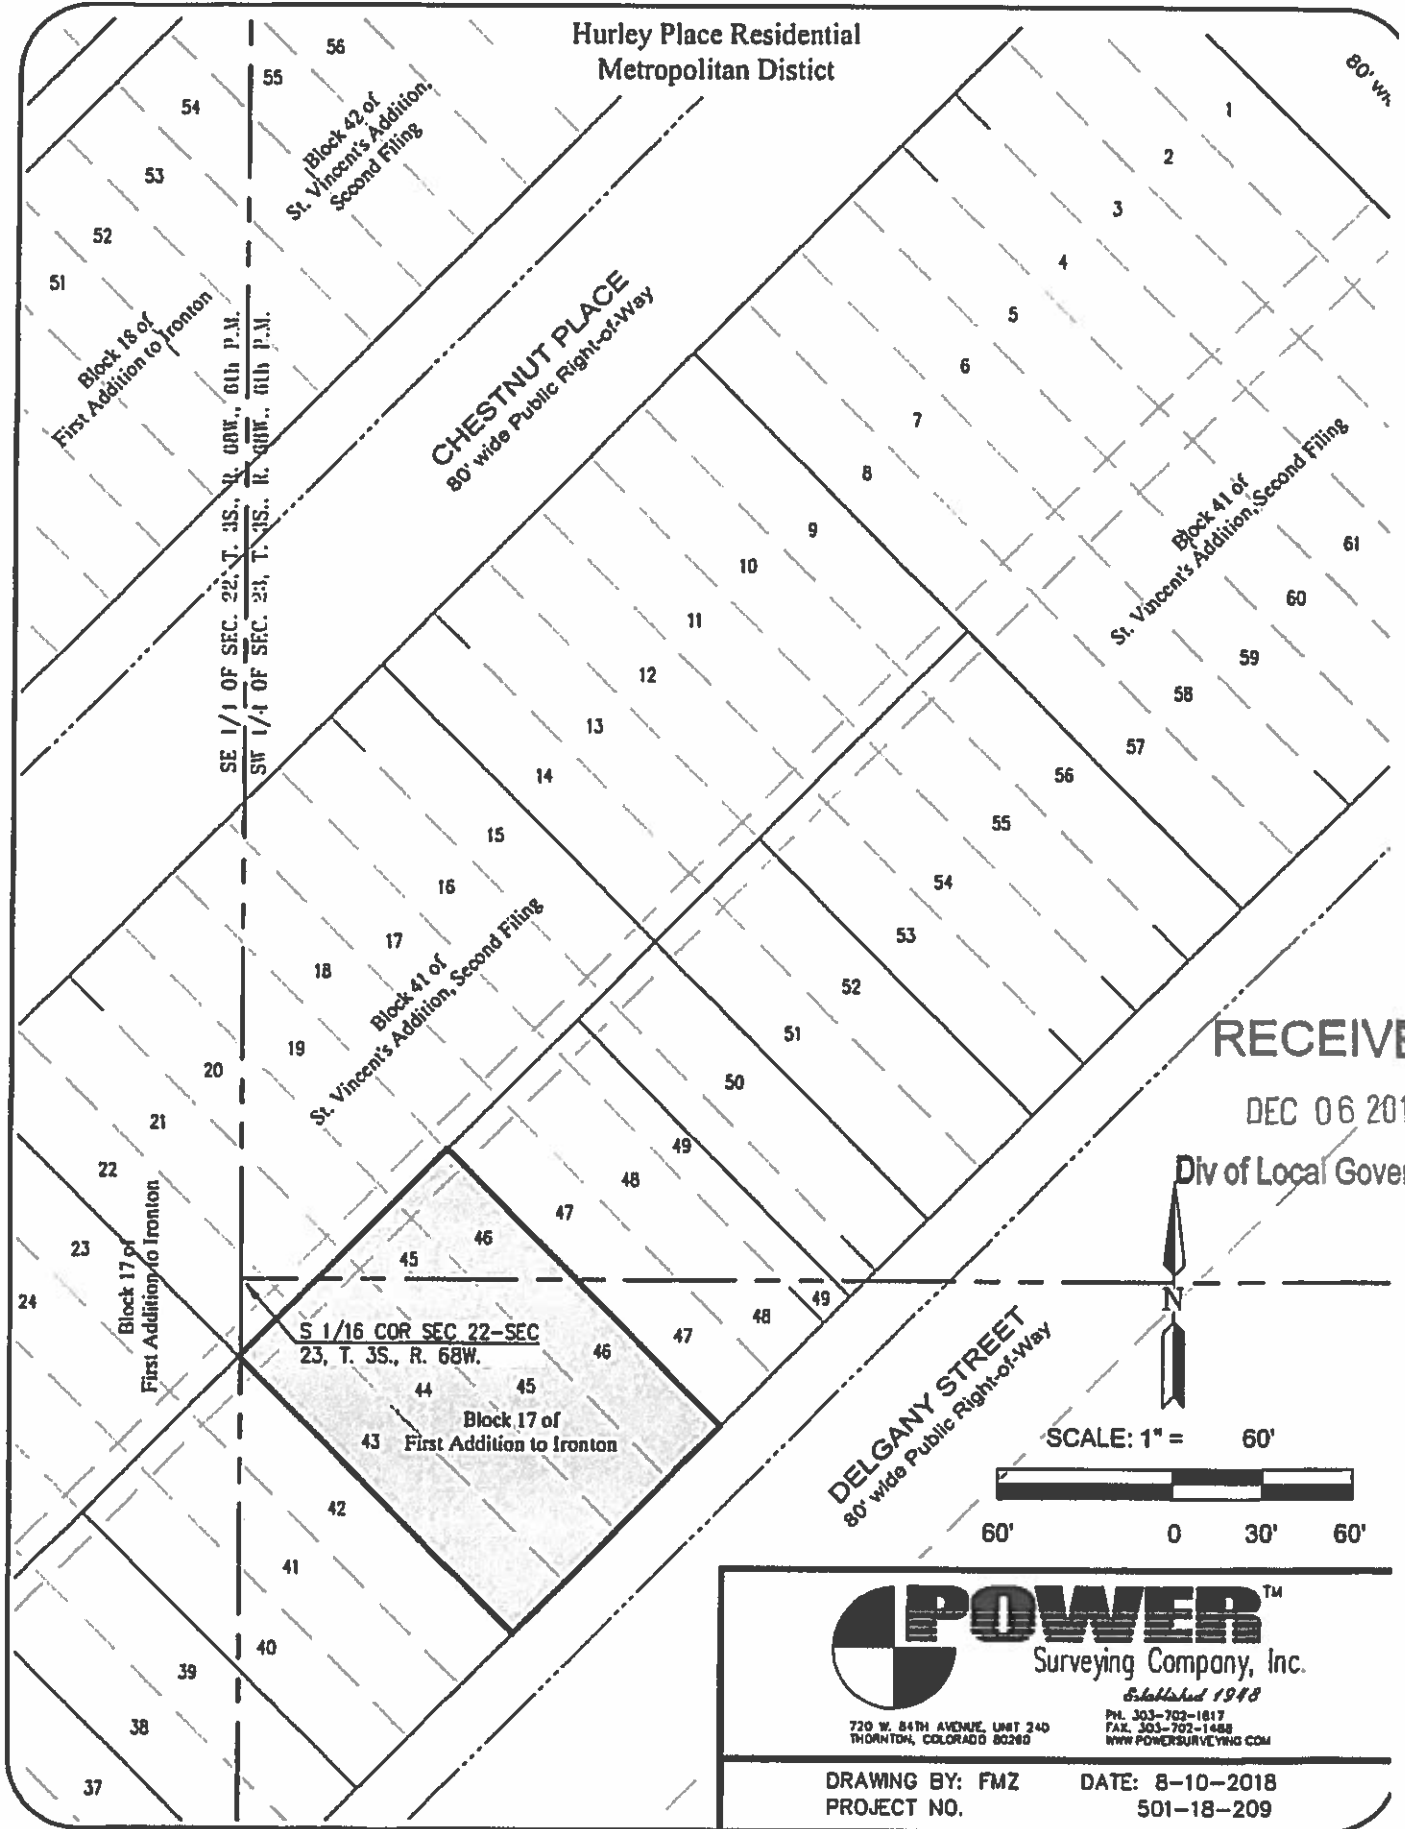 Hurley Place Residential
Metropolitan Distict
80'
56
55
54
53
52
51
Block 42 of
St. Vincent's Addition,
Second Filing
Block 18 of
First Addition to Ironton
SE 1/4 OF SEC. 22, T. 3S., R. 68W., 6th P.M.
SW 1/4 OF SEC. 23, T. 3S., R. 68W., 6th P.M.
CHESTNUT PLACE
80' wide Public Right-of-Way
1
2
3
4
5
6
7
8
9
10
11
12
13
14
15
16
17
18
19
20
21
22
23
24
Block 41 of
St. Vincent's Addition, Second Filing
61
60
59
58
57
56
55
54
53
52
51
50
49
48
47
46
45
Block 41 of
St. Vincent's Addition, Second Filing
Block 17 of
First Addition to Ironton
RECEIVE
DEC 06 201
Div of Local Gover
S 1/16 COR SEC 22-SEC
23, T. 3S., R. 68W.
49
48
47
46
45
44
43
Block 17 of
First Addition to Ironton
42
41
40
39
38
37
DELGANY STREET
80' wide Public Right-of-Way
N
SCALE: 1" = 60'
60' 0 30' 60'
POWER™
Surveying Company, Inc.
Established 1948
720 W. 84TH AVENUE, UNIT 240
THORNTON, COLORADO 80260
PH. 303-702-1617
FAX. 303-702-1488
WWW.POWERSURVEYING.COM
DRAWING BY: FMZ DATE: 8-10-2018
PROJECT NO. 501-18-209